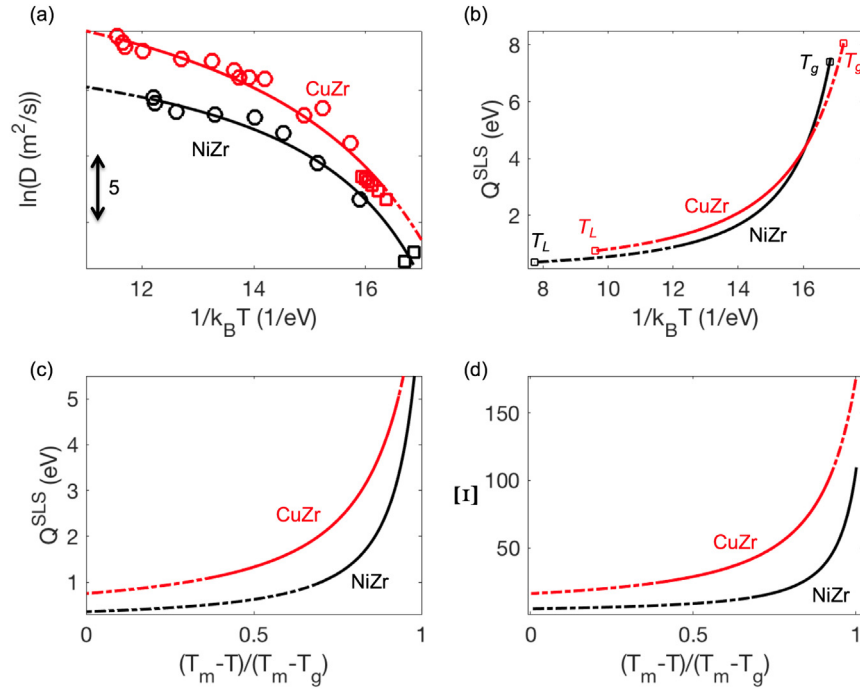 (a)
ln(D (m²/s))
5
CuZr
NiZr
12
14
16
1/k_BT (1/eV)
(b)
Q^SLS (eV)
8
6
4
2
T_g
T_g
T_L
T_L
CuZr
NiZr
8
10
12
14
16
1/k_BT (1/eV)
(c)
Q^SLS (eV)
5
4
3
2
1
CuZr
NiZr
0
0.5
1
(T_m-T)/(T_m-T_g)
(d)
Ξ
150
100
50
CuZr
NiZr
0
0.5
1
(T_m-T)/(T_m-T_g)